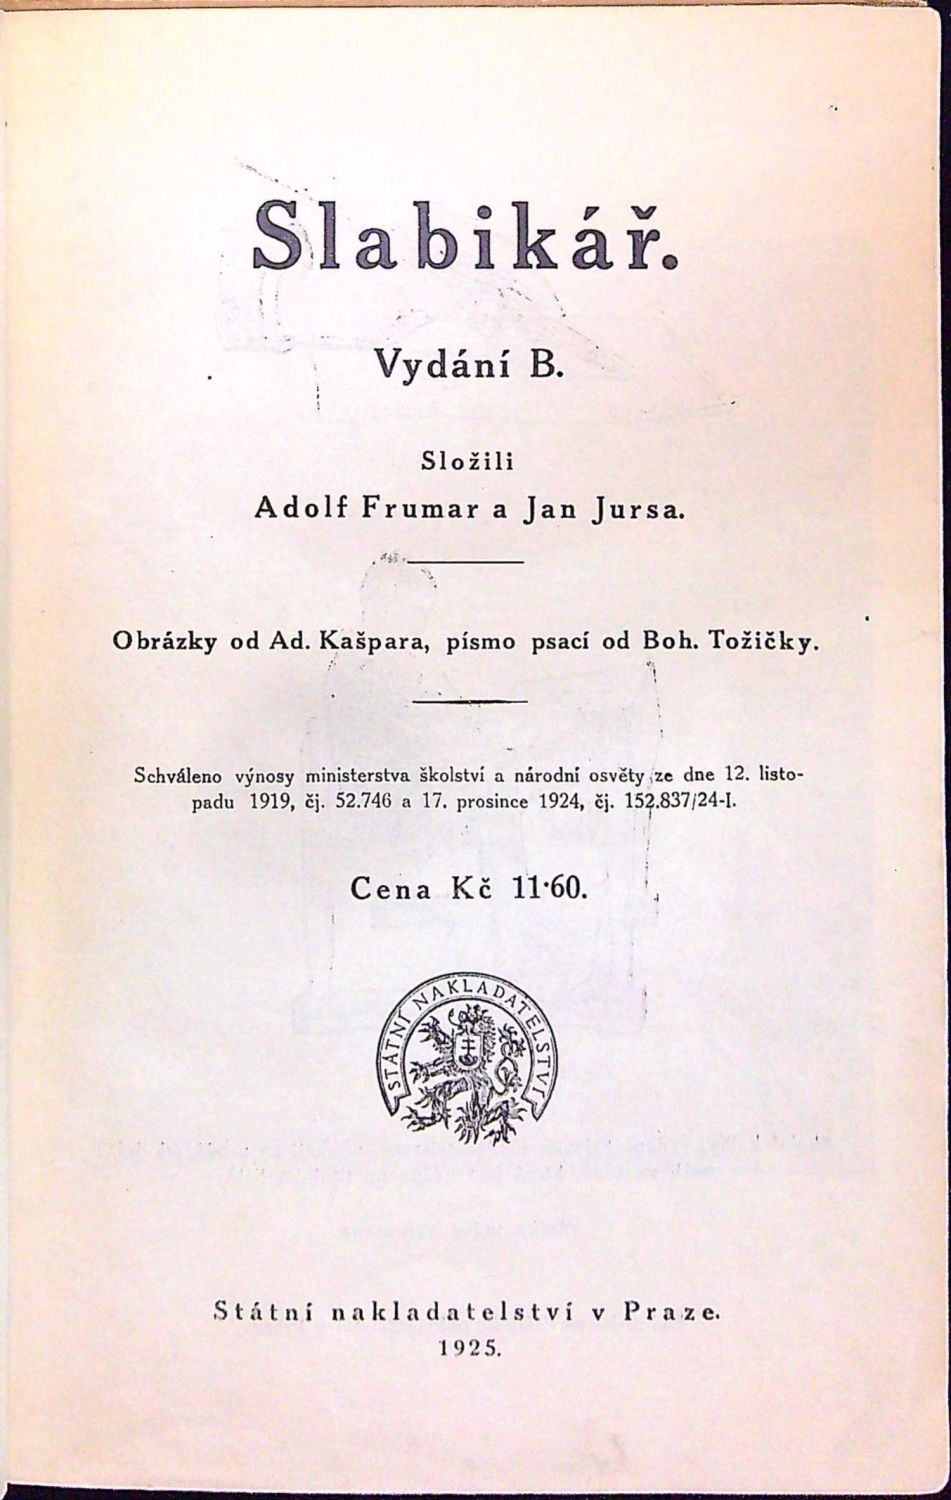 Slabikář.
Vydání B.
Složili
Adolf Frumar a Jan Jursa.
Obrázky od Ad. Kašpara, písmo psací od Boh. Tožičky.
Schváleno výnosy ministerstva školství a národní osvěty ze dne 12. listo-
padu 1919, čj. 52.746 a 17. prosince 1924, čj. 152.837/24-I.
Cena Kč 11·60.
STÁTNÍ NAKLADATELSTVÍ
Státní nakladatelství v Praze.
1925.